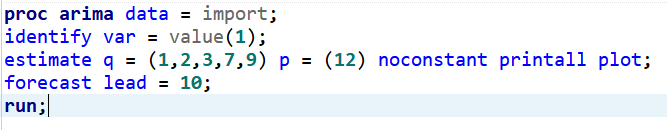 proc arima data = import;
identify var = value(1);
estimate q = (1,2,3,7,9) p = (12) noconstant printall plot;
forecast lead = 10;
run;